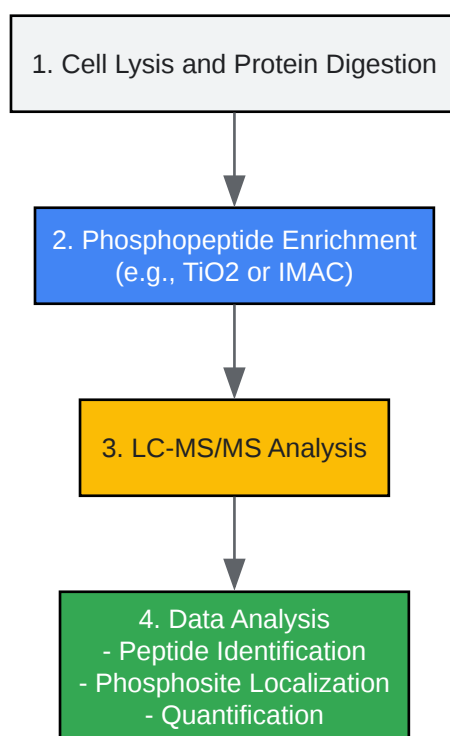 1. Cell Lysis and Protein Digestion
2. Phosphopeptide Enrichment
(e.g., TiO2 or IMAC)
3. LC-MS/MS Analysis
4. Data Analysis
- Peptide Identification
- Phosphosite Localization
- Quantification